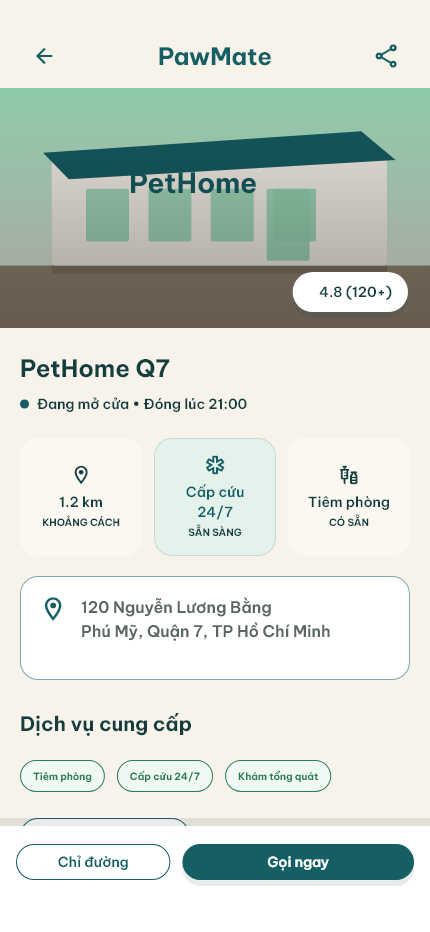 PawMate
PetHome
4.8 (120+)
PetHome Q7
Đang mở cửa • Đóng lúc 21:00
1.2 km
KHOẢNG CÁCH
Cấp cứu
24/7
SẴN SÀNG
Tiêm phòng
CÓ SẴN
120 Nguyễn Lương Bằng
Phú Mỹ, Quận 7, TP Hồ Chí Minh
Dịch vụ cung cấp
Tiêm phòng
Cấp cứu 24/7
Khám tổng quát
Chỉ đường
Gọi ngay